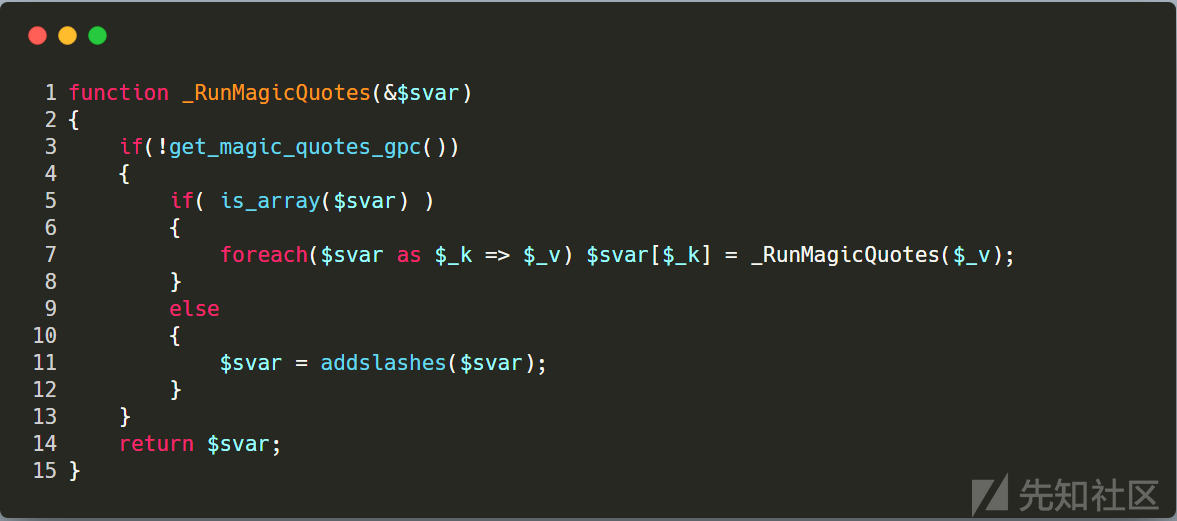 1 function _RunMagicQuotes(&$svar)
2 {
3     if(!get_magic_quotes_gpc())
4     {
5         if( is_array($svar) )
6         {
7             foreach($svar as $_k => $_v) $svar[$_k] = _RunMagicQuotes($_v);
8         }
9         else
10         {
11             $svar = addslashes($svar);
12         }
13     }
14     return $svar;
15 }
先知社区